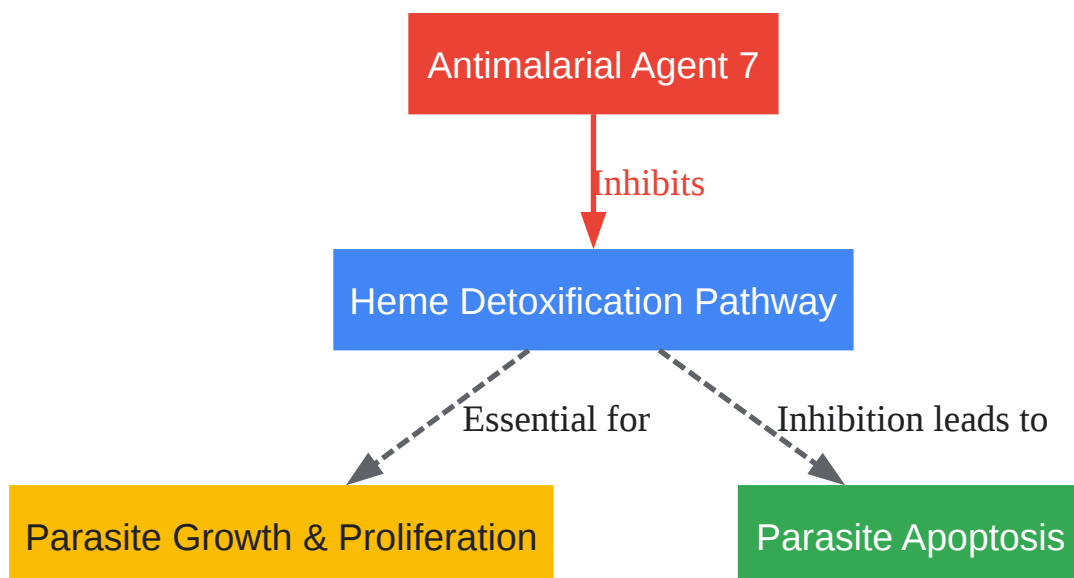 Antimalarial Agent 7
Inhibits
Heme Detoxification Pathway
Essential for
Inhibition leads to
Parasite Growth & Proliferation
Parasite Apoptosis